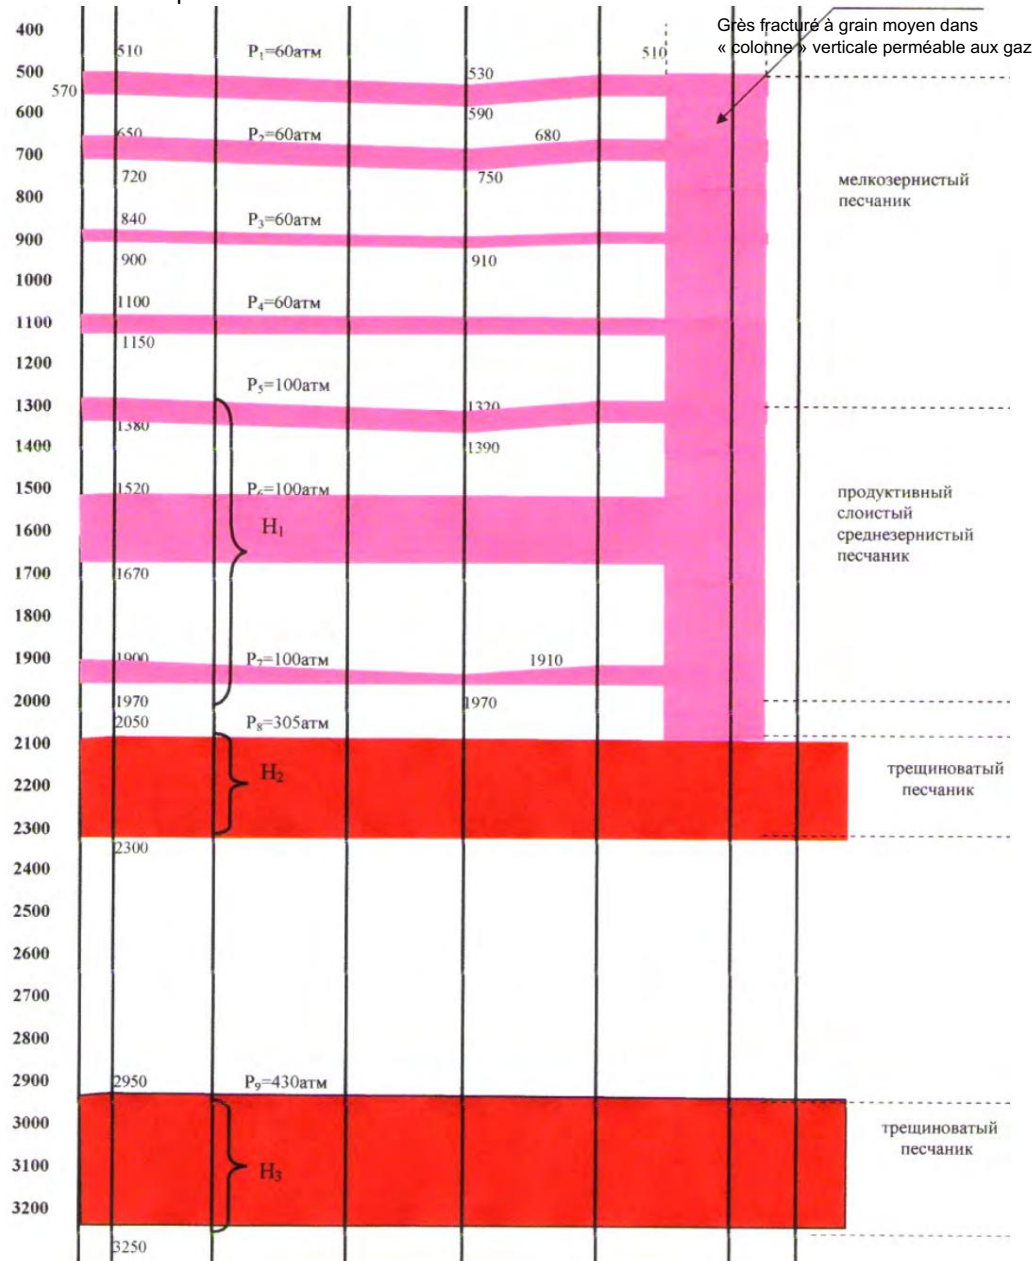 400
Grès fracturé à grain moyen dans
« colonne » verticale perméable aux gaz
510
P₁=60атм
510
500
530
570
600
590
650
P₂=60атм
680
700
720
750
мелкозернистый
песчаник
800
840
P₃=60атм
900
900
910
1000
1100
P₄=60атм
1100
1150
1200
P₅=100атм
1300
1320
1380
1400
1390
1500
1520
P₆=100атм
продуктивный
слоистый
среднезернистый
песчаник
H₁
1600
1670
1700
1800
1900
1900
P₇=100атм
1910
2000
1970
1970
2050
P₈=305атм
2100
H₂
трещиноватый
песчаник
2200
2300
2300
2400
2500
2600
2700
2800
2900
2950
P₉=430атм
3000
трещиноватый
песчаник
3100
H₃
3200
3250